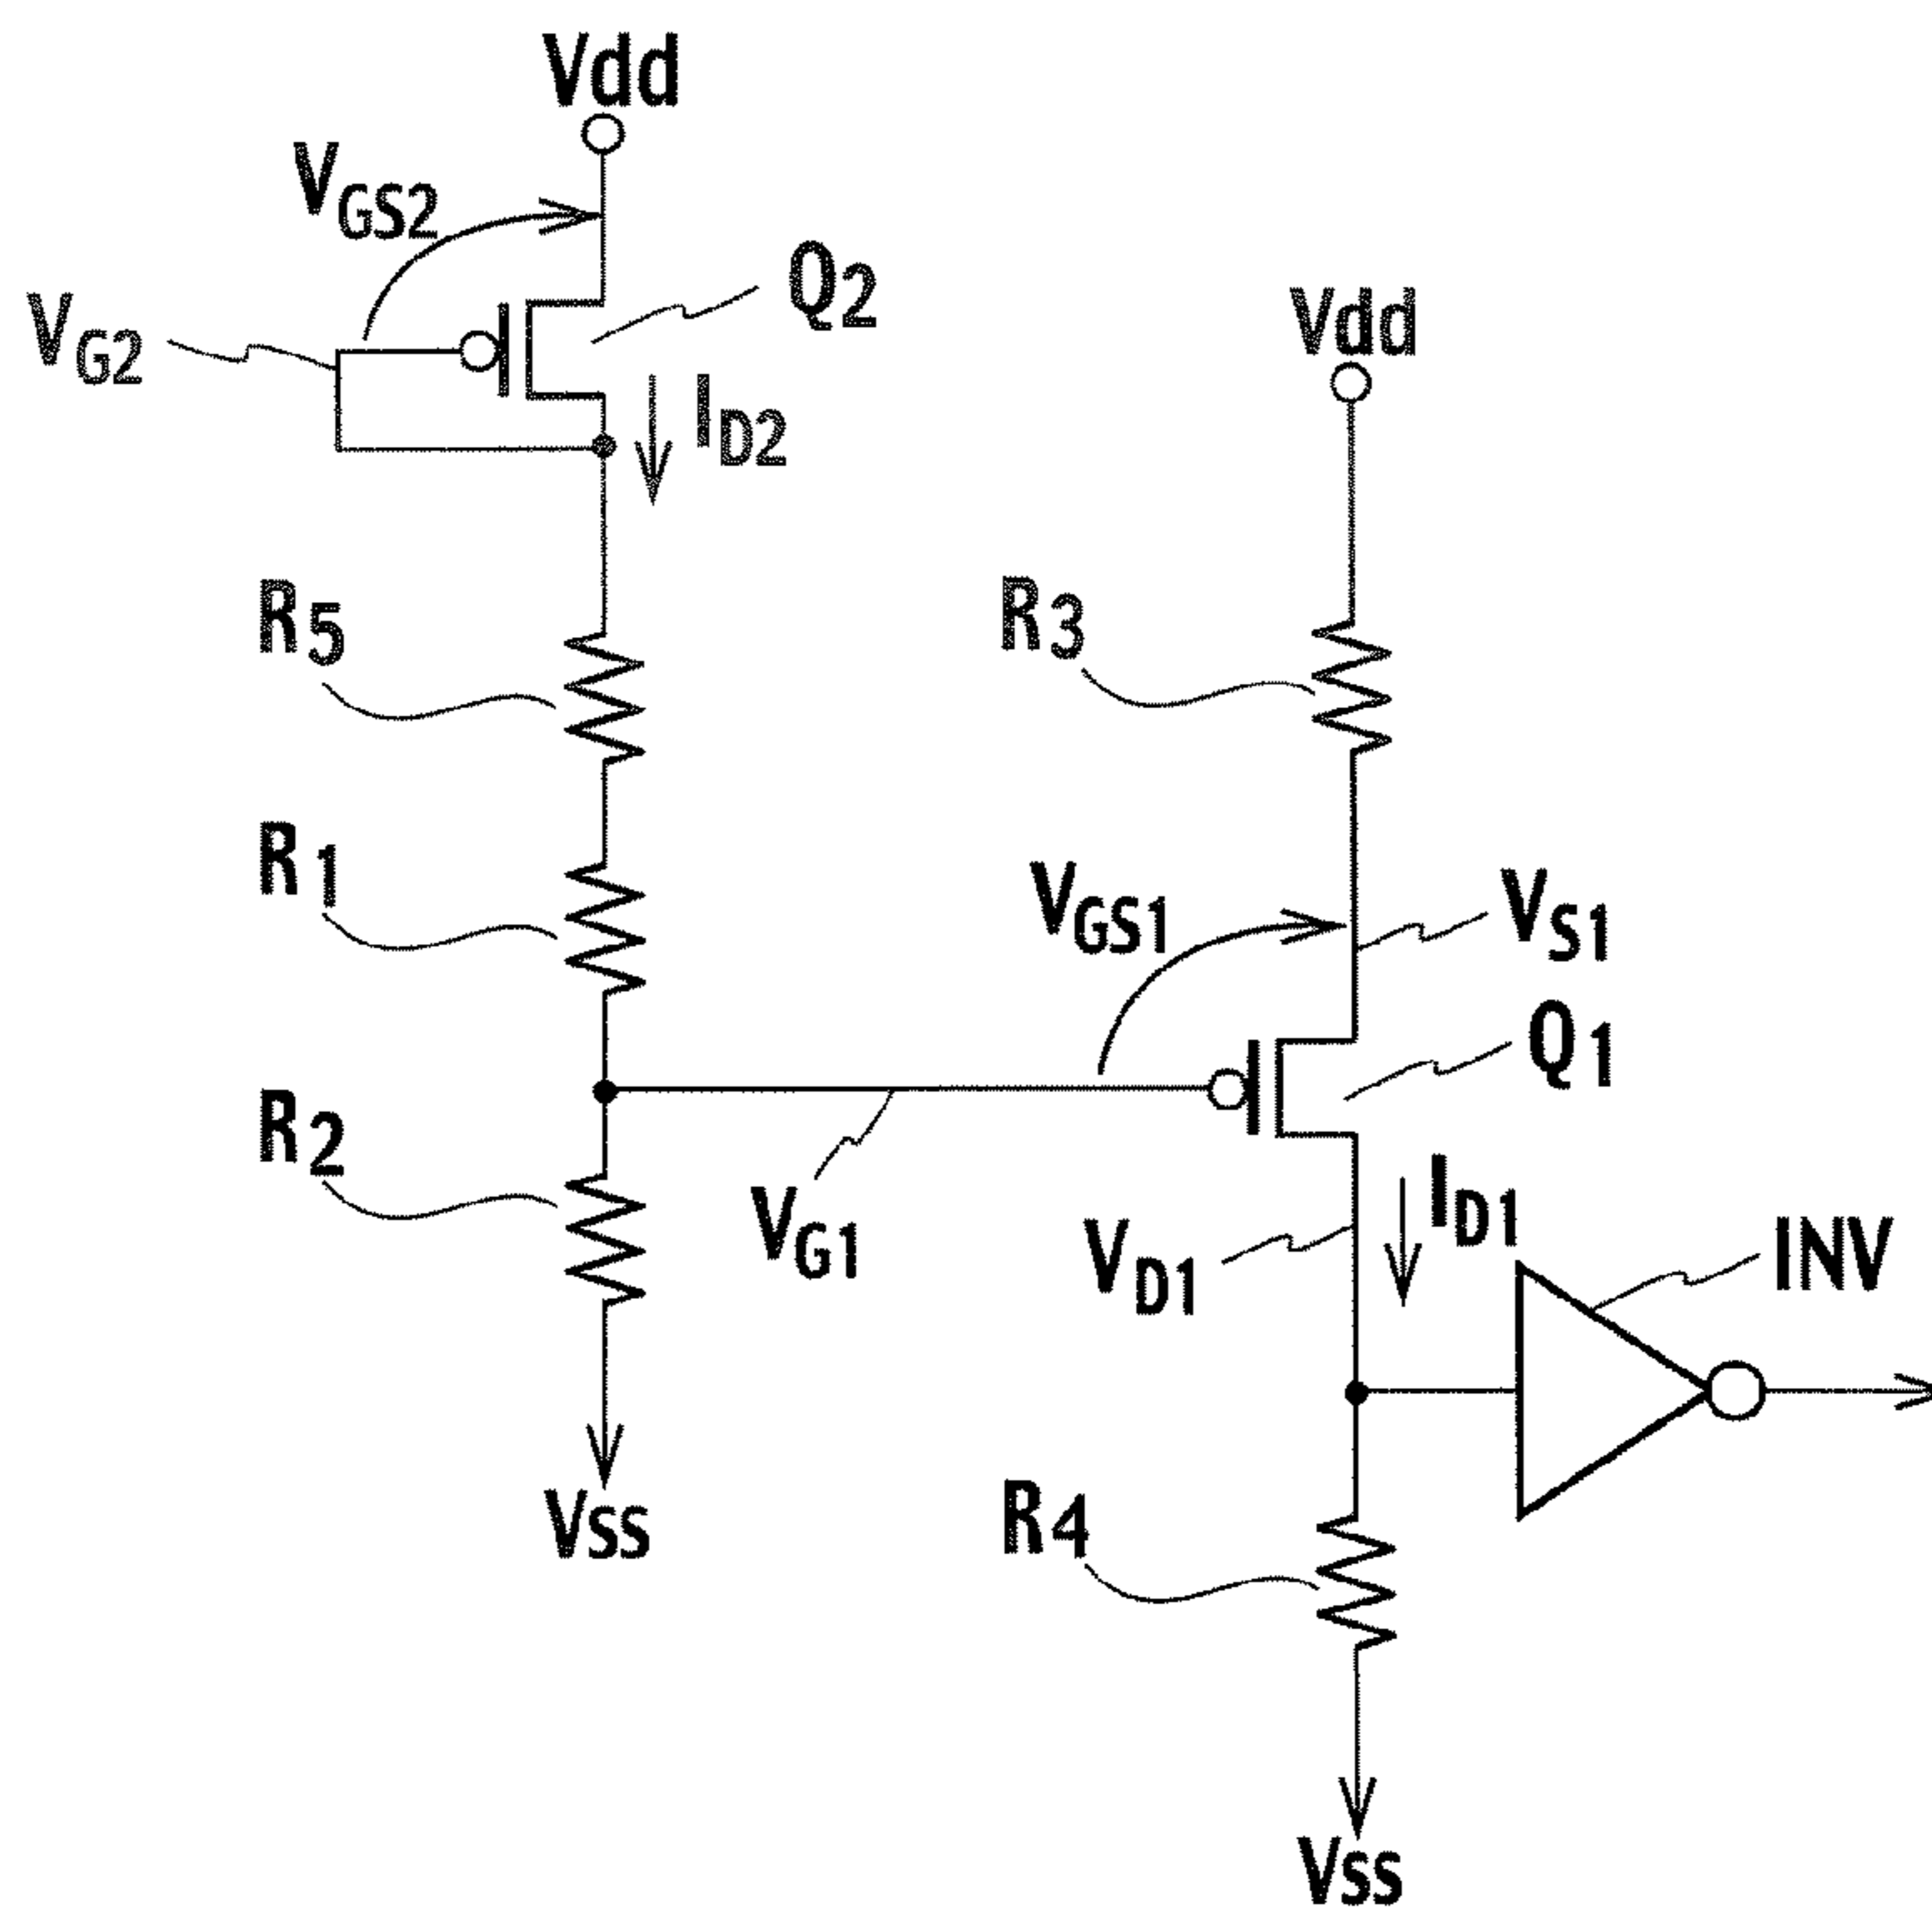 Vdd
VGS2
Q2
VG2
Vdd
ID2
R5
R3
R1
VGS1
VS1
Q1
R2
VG1
ID1
VD1
INV
R4
Vss
Vss